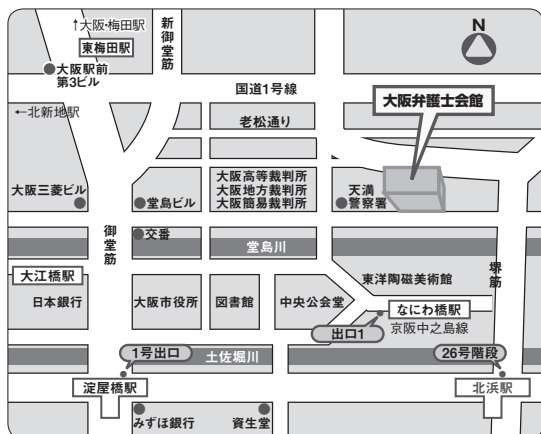 ↑大阪・梅田駅
東梅田駅
新御堂筋
N
大阪駅前
第3ビル
国道1号線
大阪弁護士会館
←北新地駅
老松通り
大阪高等裁判所
大阪地方裁判所
大阪簡易裁判所
天満
警察署
大阪三菱ビル
堂島ビル
御堂筋
交番
堂島川
堺筋
大江橋駅
東洋陶磁美術館
日本銀行
大阪市役所
図書館
中央公会堂
なにわ橋駅
出口1
京阪中之島線
1号出口
土佐堀川
26号階段
淀屋橋駅
北浜駅
みずほ銀行
資生堂